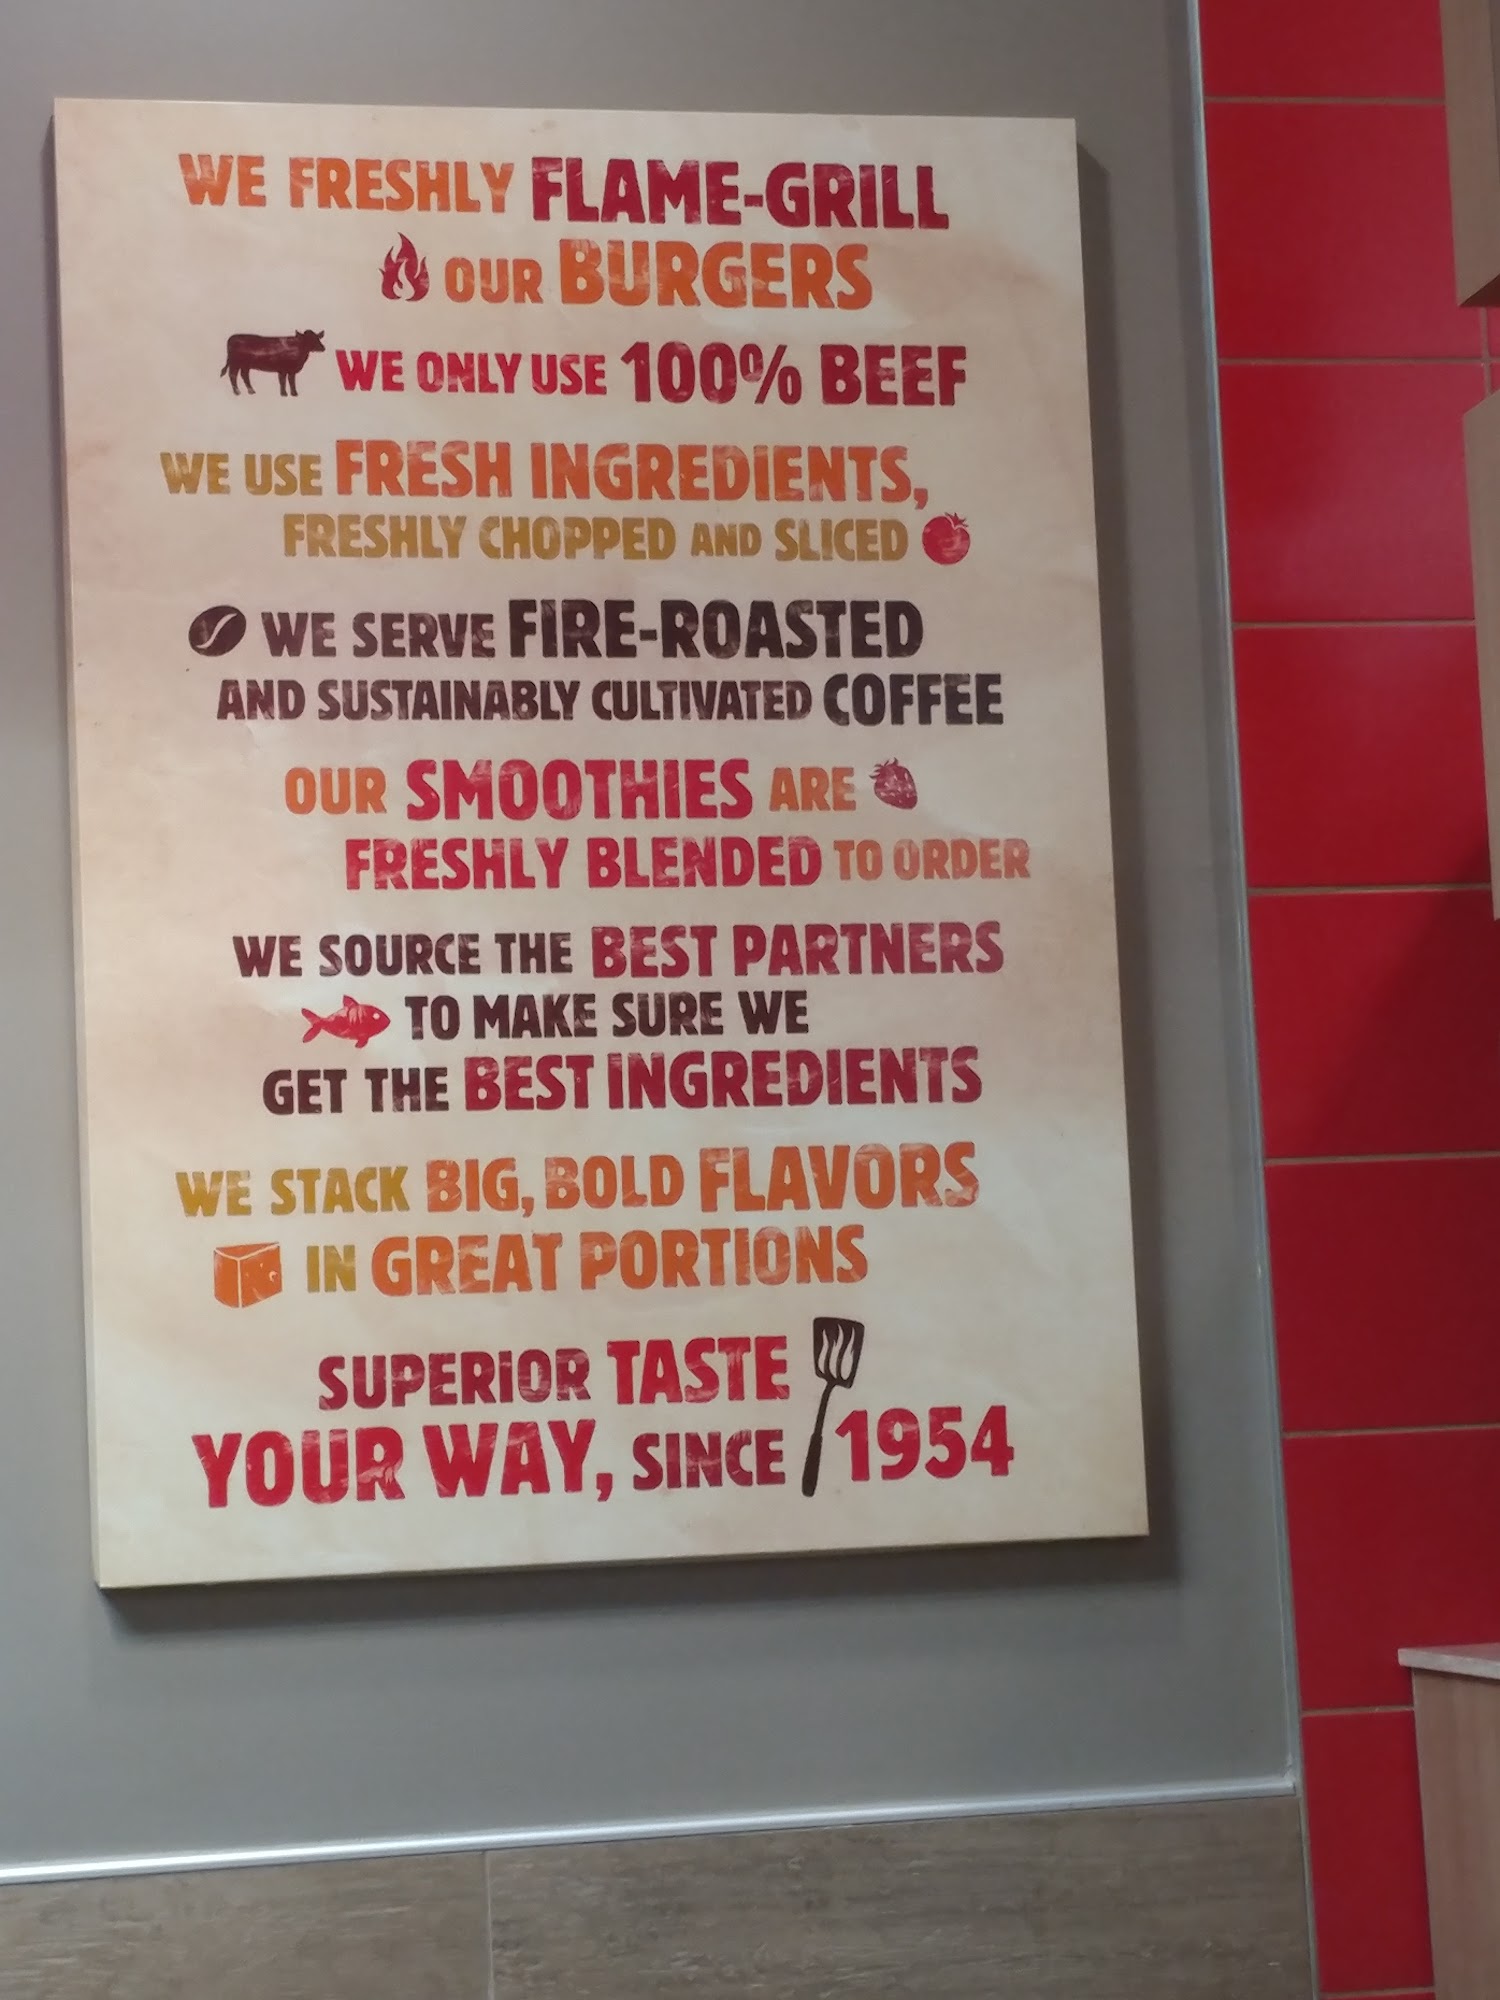 WE FRESHLY FLAME-GRILL
OUR BURGERS
WE ONLY USE 100% BEEF
WE USE FRESH INGREDIENTS,
FRESHLY CHOPPED AND SLICED
WE SERVE FIRE-ROASTED
AND SUSTAINABLY CULTIVATED COFFEE
OUR SMOOTHIES ARE
FRESHLY BLENDED TO ORDER
WE SOURCE THE BEST PARTNERS
TO MAKE SURE WE
GET THE BEST INGREDIENTS
WE STACK BIG, BOLD FLAVORS
IN GREAT PORTIONS
SUPERIOR TASTE
YOUR WAY, SINCE 1954